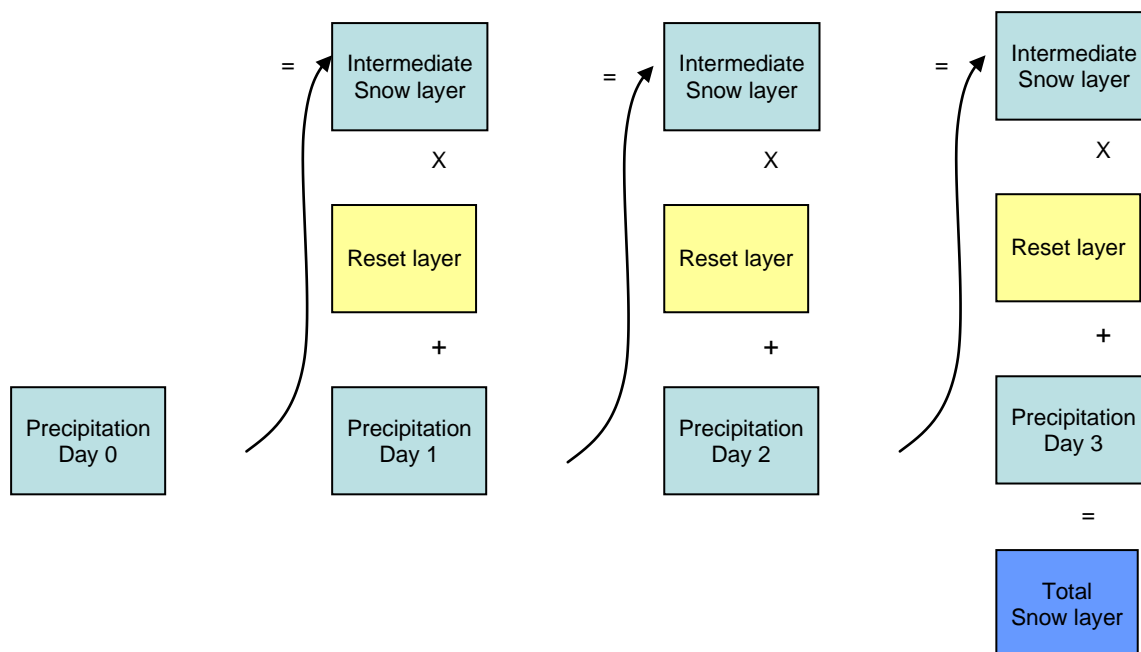 Precipitation
Day 0
=
Intermediate
Snow layer
X
Reset layer
+
Precipitation
Day 1
=
Intermediate
Snow layer
X
Reset layer
+
Precipitation
Day 2
=
Intermediate
Snow layer
X
Reset layer
+
Precipitation
Day 3
=
Total
Snow layer